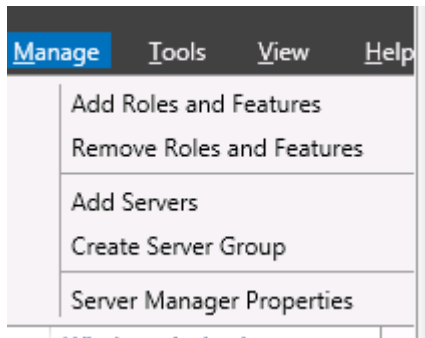 Manage Tools View Help
Add Roles and Features
Remove Roles and Features
Add Servers
Create Server Group
Server Manager Properties